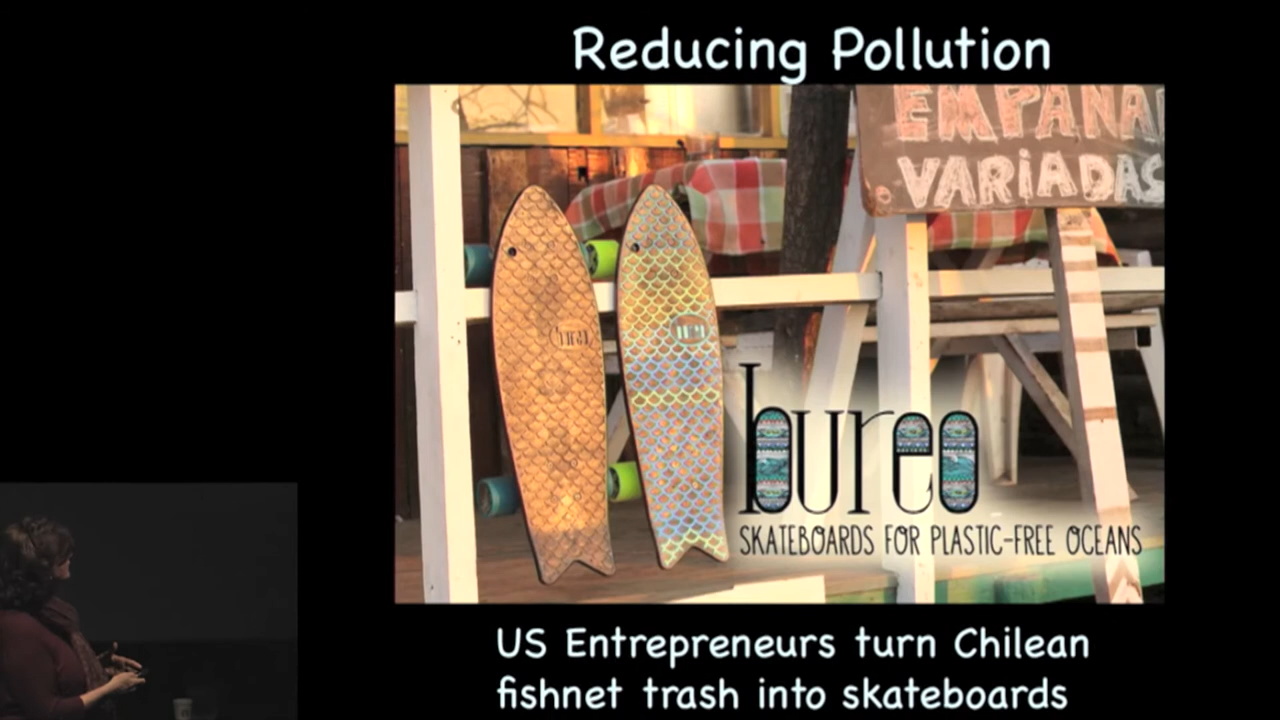 Reducing Pollution
EMPANA
VARIADAS
bureo
SKATEBOARDS FOR PLASTIC-FREE OCEANS
US Entrepreneurs turn Chilean
fishnet trash into skateboards